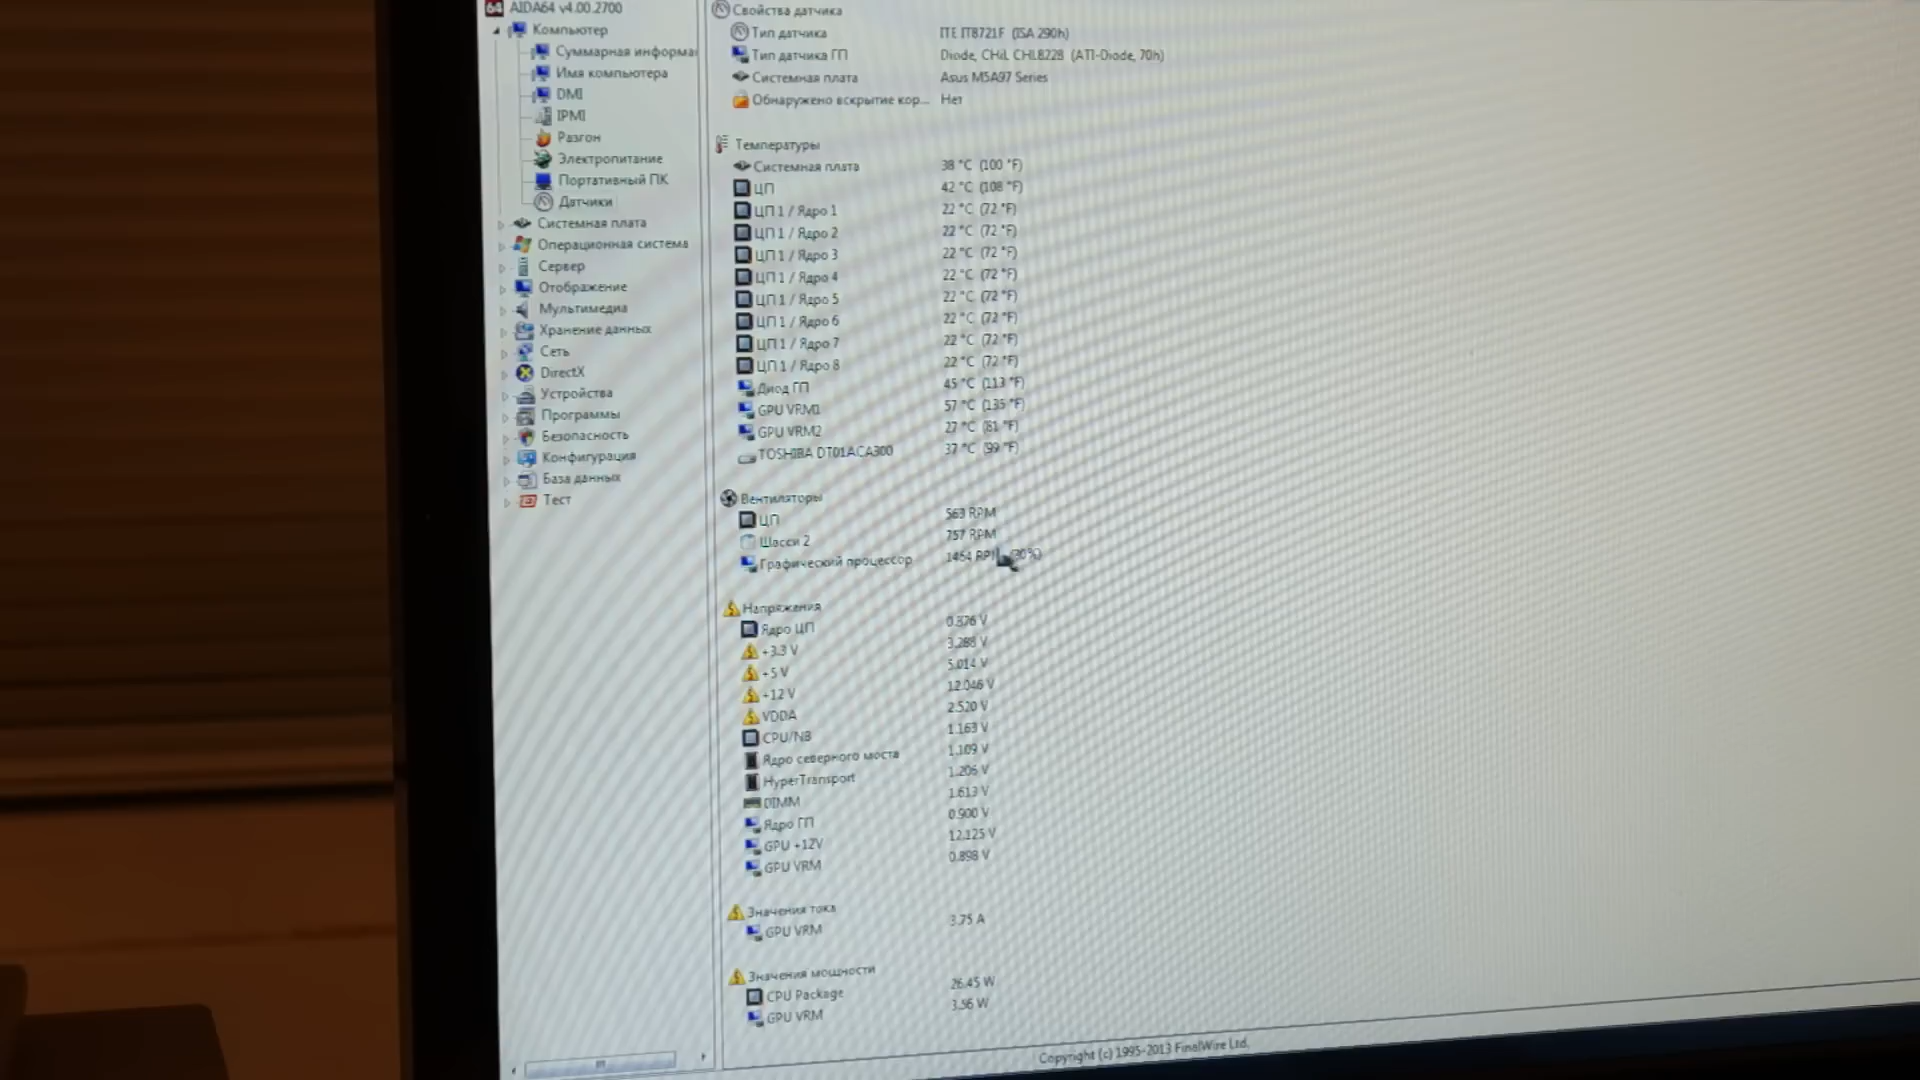 AIDA64 v4.00.2700
Компьютер
Суммарная информа
Имя компьютера
DMI
IPMI
Разгон
Электропитание
Портативный ПК
Датчики
Системная плата
Операционная система
Сервер
Отображение
Мультимедиа
Хранение данных
Сеть
DirectX
Устройства
Программы
Безопасность
Конфигурация
База данных
Тест
Свойства датчика
Тип датчика ITE IT8721F (ISA 290h)
Тип датчика ГП Diode, CHiL CHL8228 (ATI-Diode, 70h)
Системная плата Asus M5A97 Series
Обнаружено вскрытие кор... Нет
Температуры
Системная плата 38 °C (100 °F)
ЦП 42 °C (108 °F)
ЦП 1 / Ядро 1 22 °C (72 °F)
ЦП 1 / Ядро 2 22 °C (72 °F)
ЦП 1 / Ядро 3 22 °C (72 °F)
ЦП 1 / Ядро 4 22 °C (72 °F)
ЦП 1 / Ядро 5 22 °C (72 °F)
ЦП 1 / Ядро 6 22 °C (72 °F)
ЦП 1 / Ядро 7 22 °C (72 °F)
ЦП 1 / Ядро 8 22 °C (72 °F)
Диод ГП 45 °C (113 °F)
GPU VRM1 57 °C (135 °F)
GPU VRM2 27 °C (81 °F)
TOSHIBA DT01ACA300 37 °C (99 °F)
Вентиляторы
ЦП 563 RPM
Шасси 2 757 RPM
Графический процессор 1464 RPM (30%)
Напряжения
Ядро ЦП 0.876 V
+3.3 V 3.288 V
+5 V 5.014 V
+12 V 12.046 V
VDDA 2.520 V
CPU/NB 1.163 V
Ядро северного моста 1.109 V
HyperTransport 1.206 V
DIMM 1.613 V
Ядро ГП 0.900 V
GPU +12V 12.125 V
GPU VRM 0.898 V
Значения тока
GPU VRM 3.75 A
Значения мощности
CPU Package 26.45 W
GPU VRM 3.56 W
Copyright (c) 1995-2013 FinalWire Ltd.